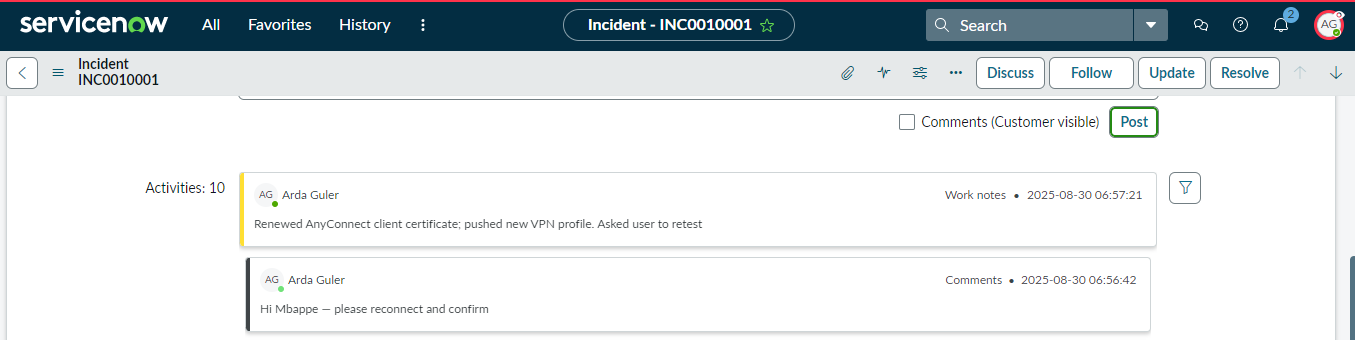 servicenow All Favorites History Incident - INC0010001 Search 2 AG
Incident
INC0010001
Discuss Follow Update Resolve
Comments (Customer visible) Post
Activities: 10
AG Arda Guler Work notes • 2025-08-30 06:57:21
Renewed AnyConnect client certificate; pushed new VPN profile. Asked user to retest
AG Arda Guler Comments • 2025-08-30 06:56:42
Hi Mbappe — please reconnect and confirm